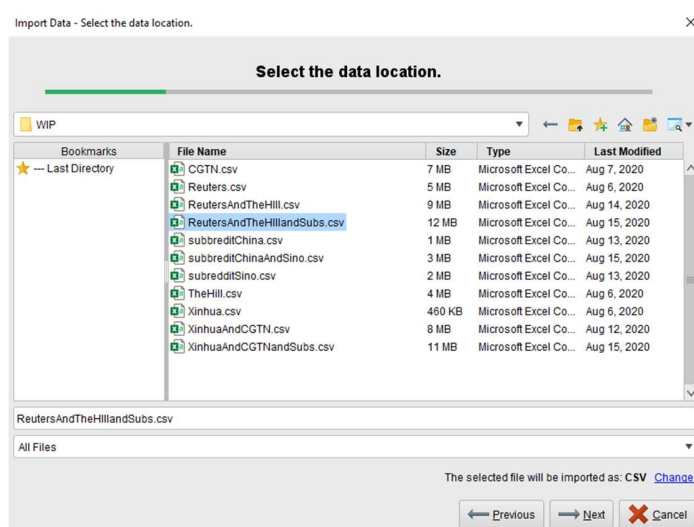 Import Data - Select the data location.
Select the data location.
WIP
Bookmarks File Name Size Type Last Modified
--- Last Directory CGTN.csv 7 MB Microsoft Excel Co... Aug 7, 2020
Reuters.csv 5 MB Microsoft Excel Co... Aug 6, 2020
ReutersAndTheHIll.csv 9 MB Microsoft Excel Co... Aug 14, 2020
ReutersAndTheHIllandSubs.csv 12 MB Microsoft Excel Co... Aug 15, 2020
subbreditChina.csv 1 MB Microsoft Excel Co... Aug 13, 2020
subbredditChinaAndSino.csv 3 MB Microsoft Excel Co... Aug 15, 2020
subredditSino.csv 2 MB Microsoft Excel Co... Aug 13, 2020
TheHill.csv 4 MB Microsoft Excel Co... Aug 6, 2020
Xinhua.csv 460 KB Microsoft Excel Co... Aug 6, 2020
XinhuaAndCGTN.csv 8 MB Microsoft Excel Co... Aug 12, 2020
XinhuaAndCGTNandSubs.csv 11 MB Microsoft Excel Co... Aug 15, 2020
ReutersAndTheHIllandSubs.csv
All Files
The selected file will be imported as: CSV Change
Previous Next Cancel